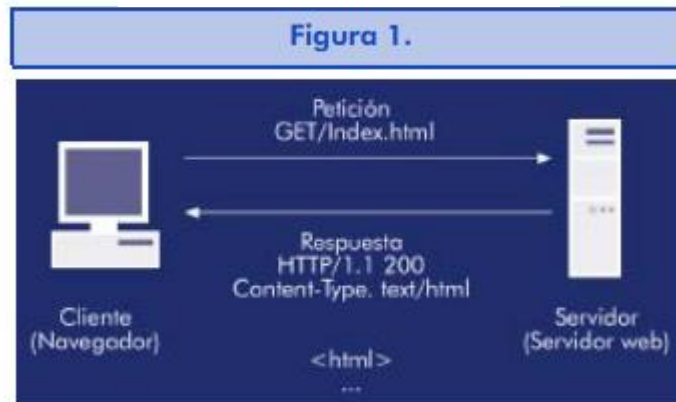 Figura 1.
Petición
GET/Index.html
Respuesta
HTTP/1.1 200
Content-Type. text/html
Cliente
(Navegador)
Servidor
(Servidor web)
<html>
...